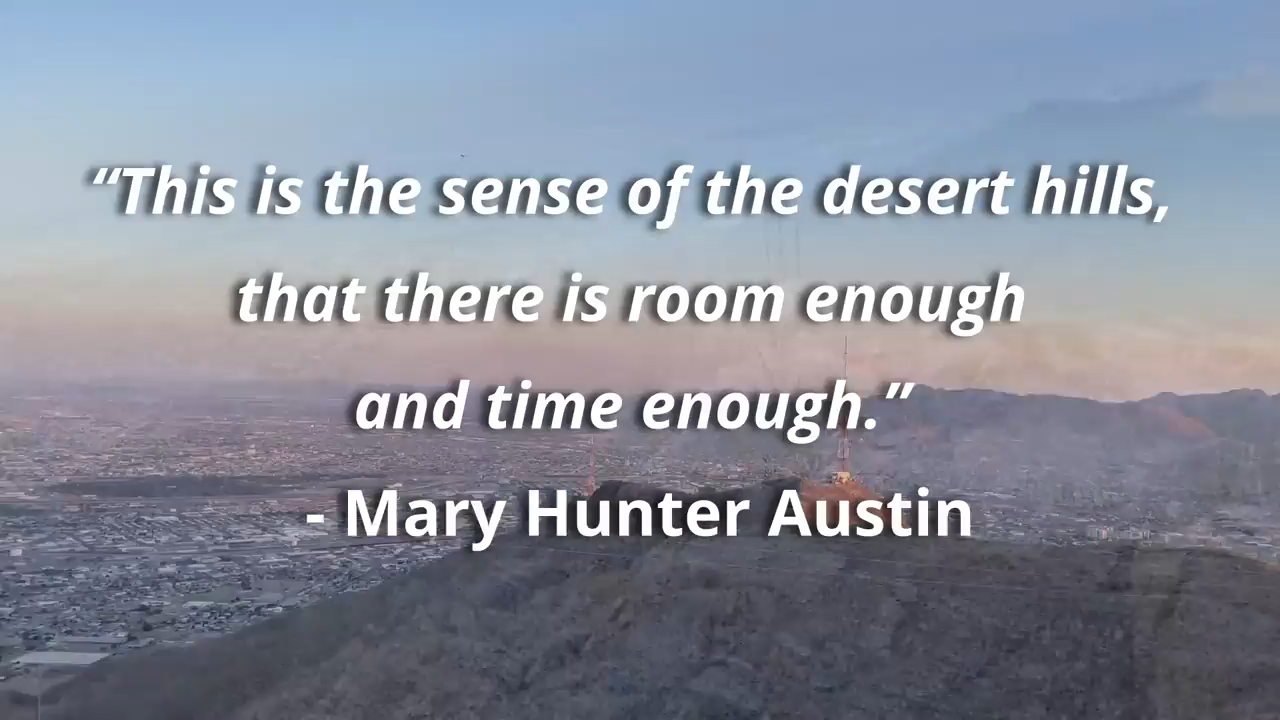 “This is the sense of the desert hills,
that there is room enough
and time enough.”
- Mary Hunter Austin